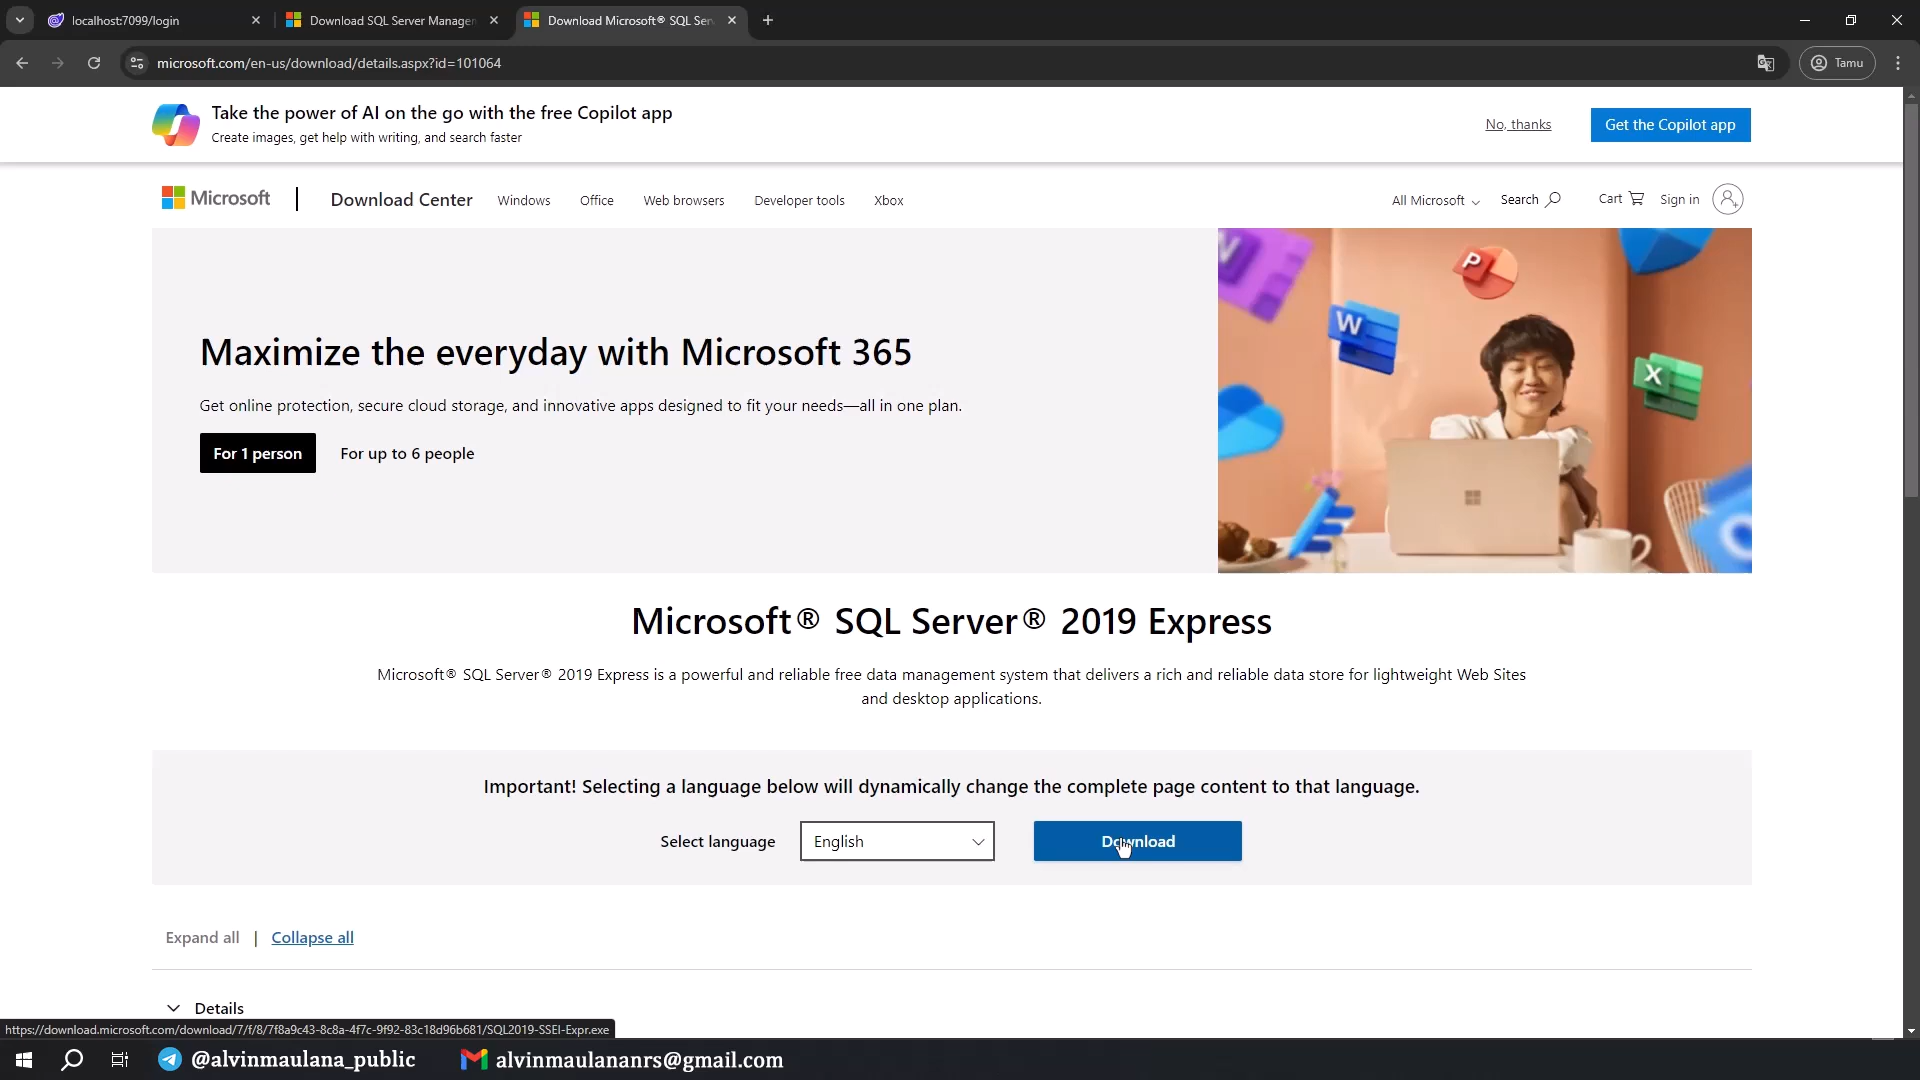 localhost:7099/login
Download SQL Server Managen
Download Microsoft® SQL Ser
microsoft.com/en-us/download/details.aspx?id=101064
Tamu
Take the power of AI on the go with the free Copilot app
Create images, get help with writing, and search faster
No, thanks
Get the Copilot app
Microsoft
Download Center
Windows
Office
Web browsers
Developer tools
Xbox
All Microsoft
Search
Cart
Sign in
Maximize the everyday with Microsoft 365
Get online protection, secure cloud storage, and innovative apps designed to fit your needs—all in one plan.
For 1 person
For up to 6 people
N
P
W
X
Microsoft® SQL Server® 2019 Express
Microsoft® SQL Server® 2019 Express is a powerful and reliable free data management system that delivers a rich and reliable data store for lightweight Web Sites
and desktop applications.
Important! Selecting a language below will dynamically change the complete page content to that language.
Select language
English
Download
Expand all | Collapse all
Details
https://download.microsoft.com/download/7/f/8/7f8a9c43-8c8a-4f7c-9f92-83c18d96b681/SQL2019-SSEI-Expr.exe
@alvinmaulana_public
alvinmaulananrs@gmail.com